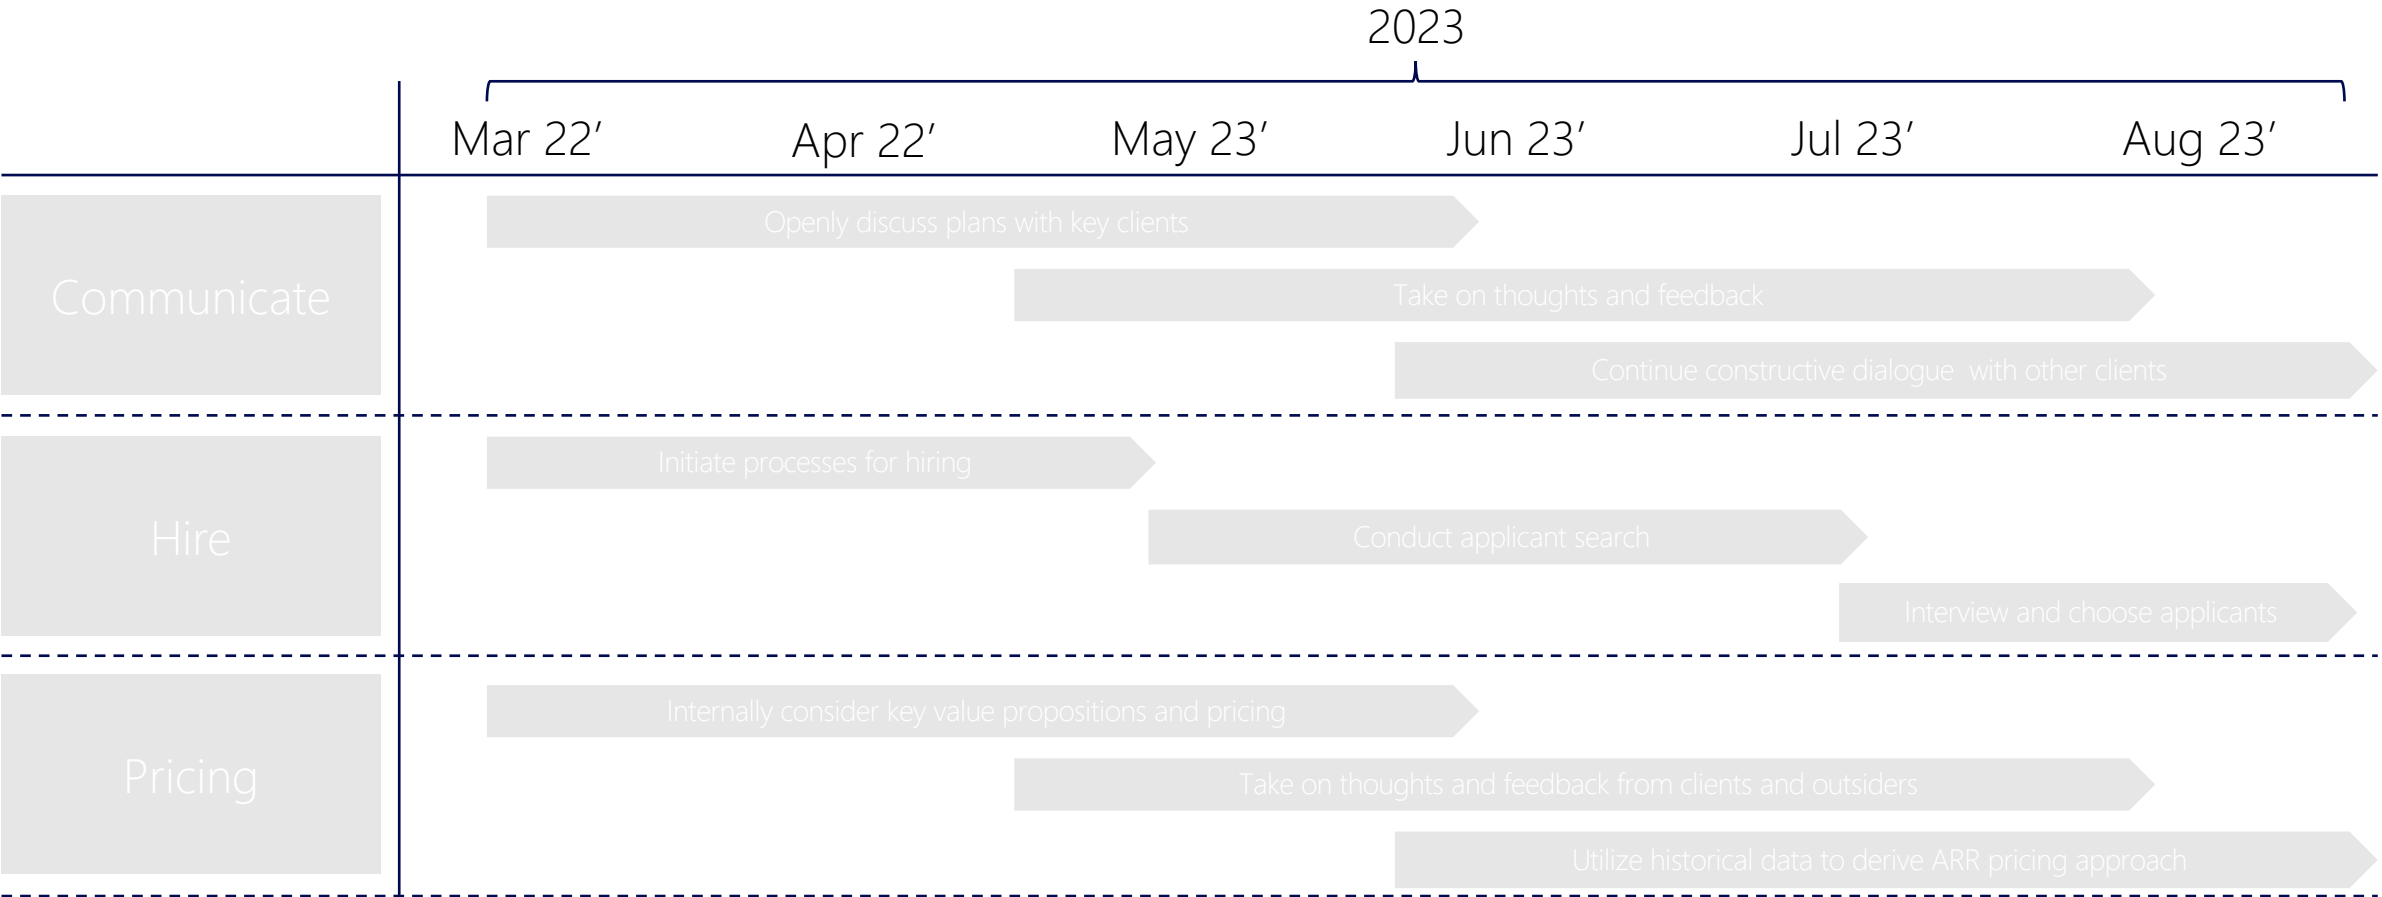 2023
Mar 22’
Apr 22’
May 23’
Jun 23’
Jul 23’
Aug 23’
Communicate
Openly discuss plans with key clients
Take on thoughts and feedback
Continue constructive dialogue  with other clients
Hire
Initiate processes for hiring
Conduct applicant search
Interview and choose applicants
Pricing
Internally consider key value propositions and pricing
Take on thoughts and feedback from clients and outsiders
Utilize historical data to derive ARR pricing approach